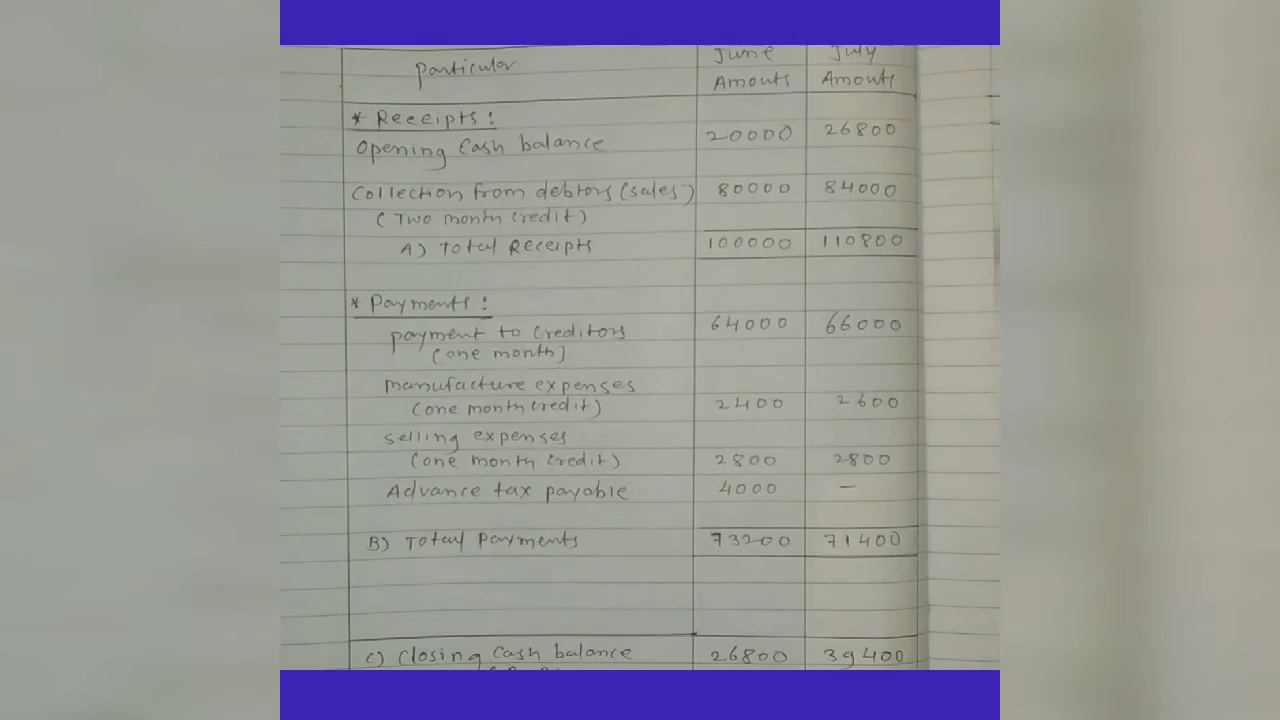 June July
Particular Amouts Amouts
* Receipts:
Opening Cash balance 20000 26800
Collection from debtors (sales) 80000 84000
(Two month credit)
A) Total Receipts 100000 110800
* Payments:
payment to Creditors 64000 66000
(one month)
manufacture expenses
(one month credit) 2400 2600
selling expenses
(one month credit) 2800 2800
Advance tax payable 4000 —
B) Total Payments 73200 71400
C) Closing Cash balance 26800 39400